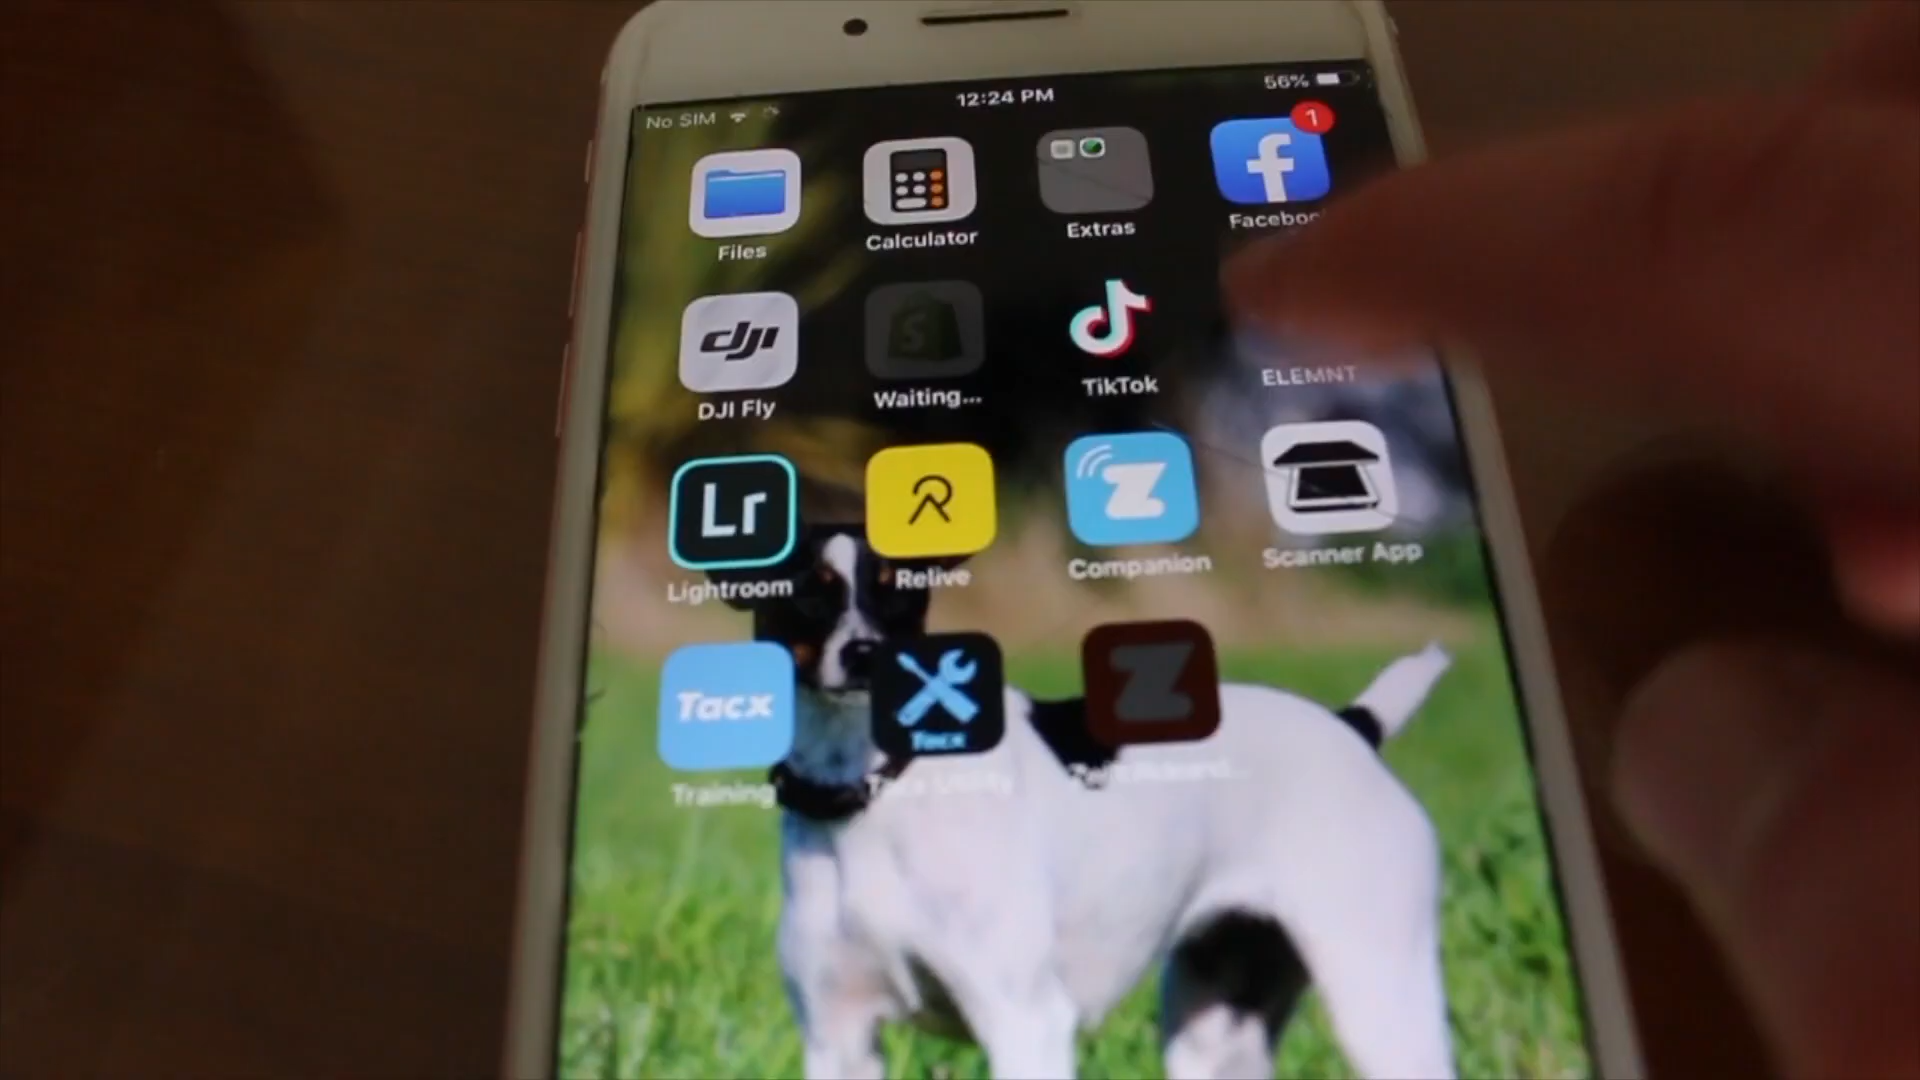 No SIM 12:24 PM 56%
1
Files Calculator Extras Facebook
dji
S
DJI Fly Waiting... TikTok ELEMNT
Lr
Lightroom Relive Companion Scanner App
Tacx
Tacx
Training